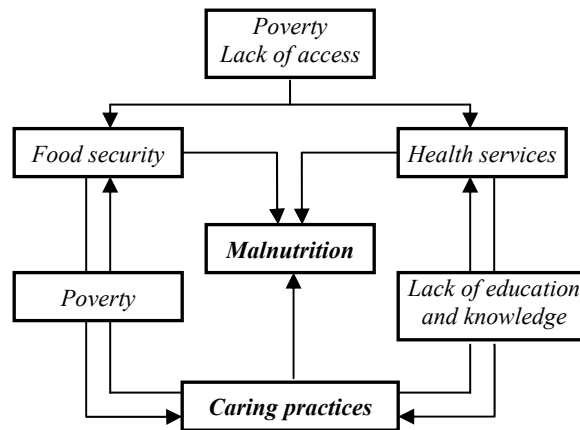 Poverty
Lack of access
Food security
Health services
Malnutrition
Poverty
Lack of education
and knowledge
Caring practices